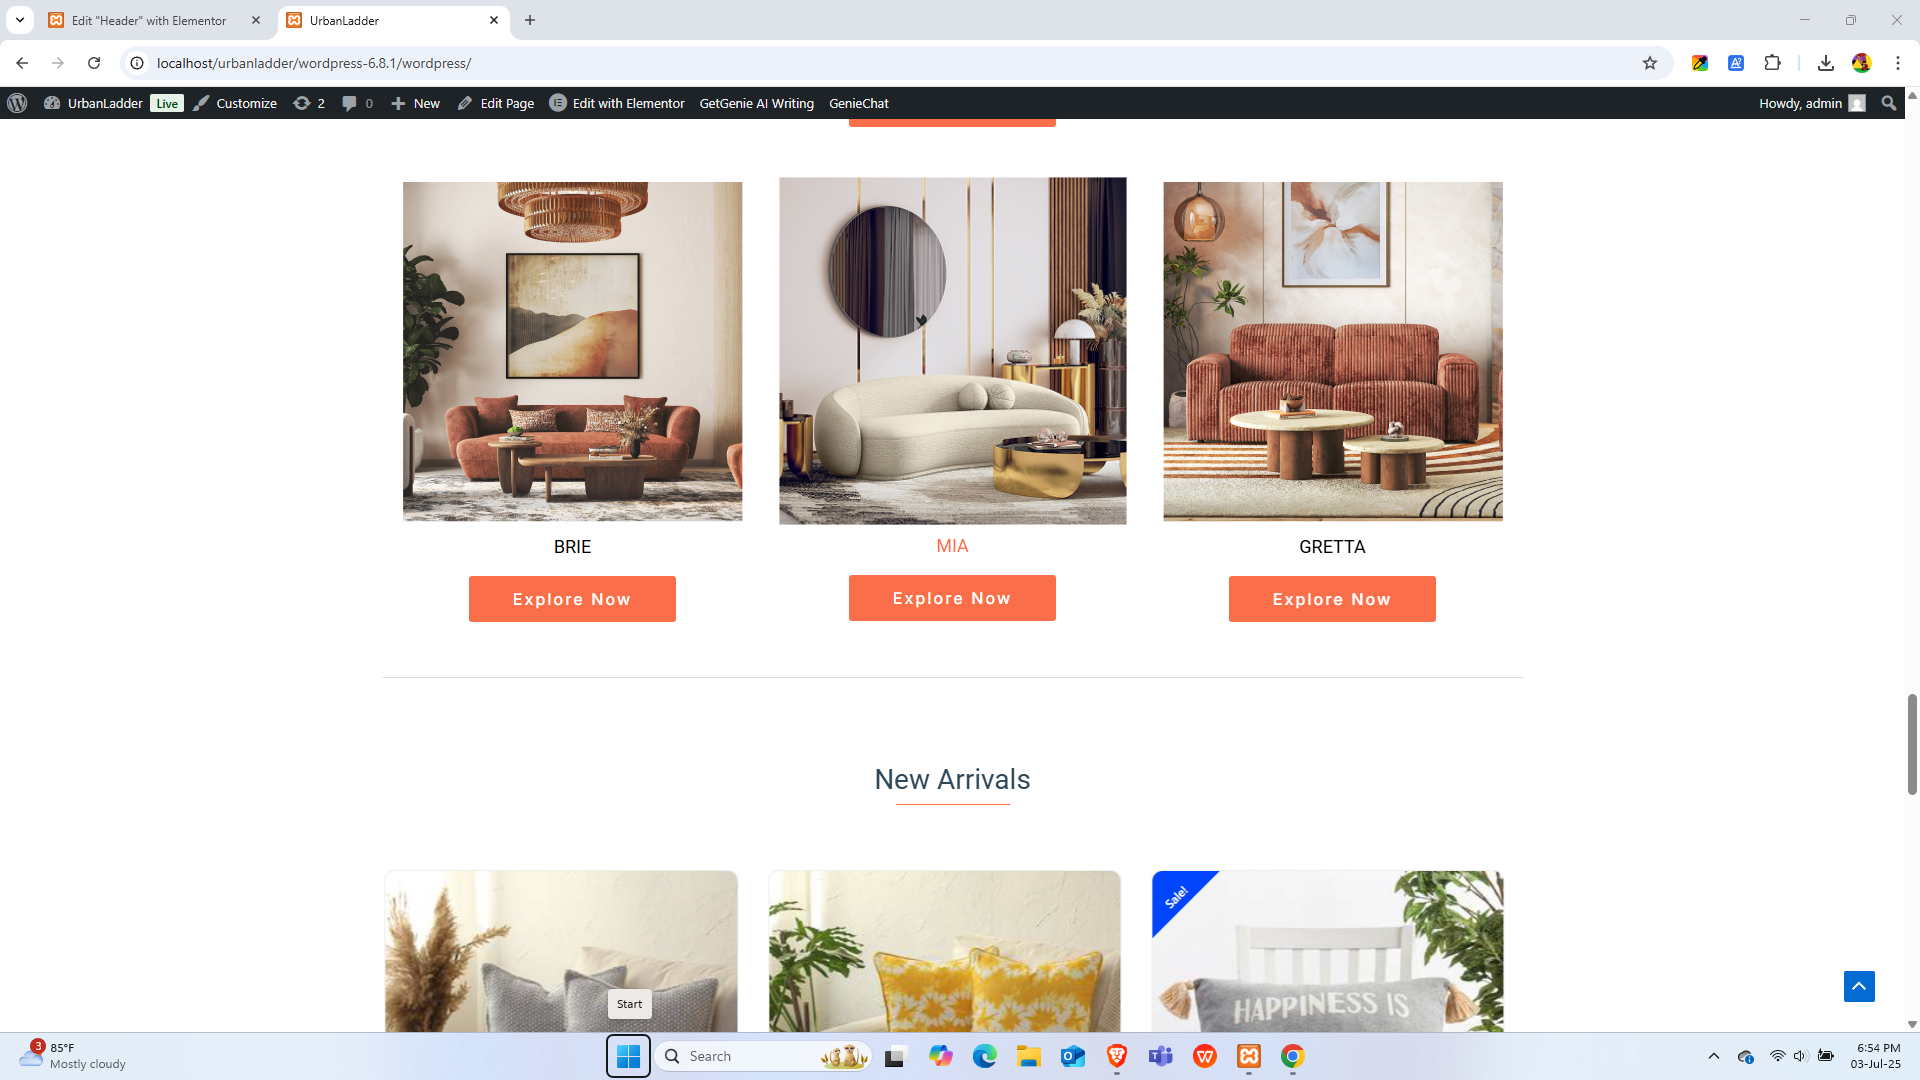 Edit "Header" with Elementor
UrbanLadder
localhost/urbanladder/wordpress-6.8.1/wordpress/
UrbanLadder Live Customize 2 0 New Edit Page Edit with Elementor GetGenie AI Writing GenieChat Howdy, admin
BRIE
MIA
GRETTA
Explore Now
Explore Now
Explore Now
New Arrivals
Sale!
HAPPINESS IS
Start
3
85°F
Mostly cloudy
Search
6:54 PM
03-Jul-25